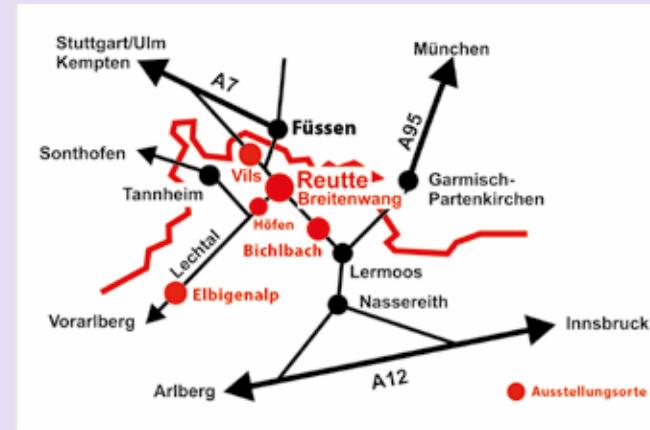 Stuttgart/Ulm
Kempten
München
A7
A95
Füssen
Sonthofen
Vils
Reutte
Breitenwang
Garmisch-
Partenkirchen
Tannheim
Höfen
Bichlbach
Lechtal
Lermoos
Elbigenalp
Nassereith
Vorarlberg
Innsbruck
A12
Arlberg
Ausstellungsorte